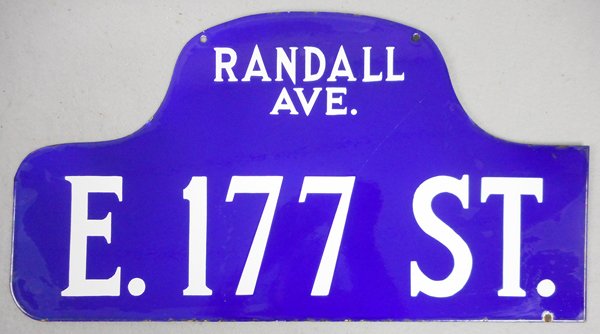 RANDALL
AVE.
E. 177 ST.